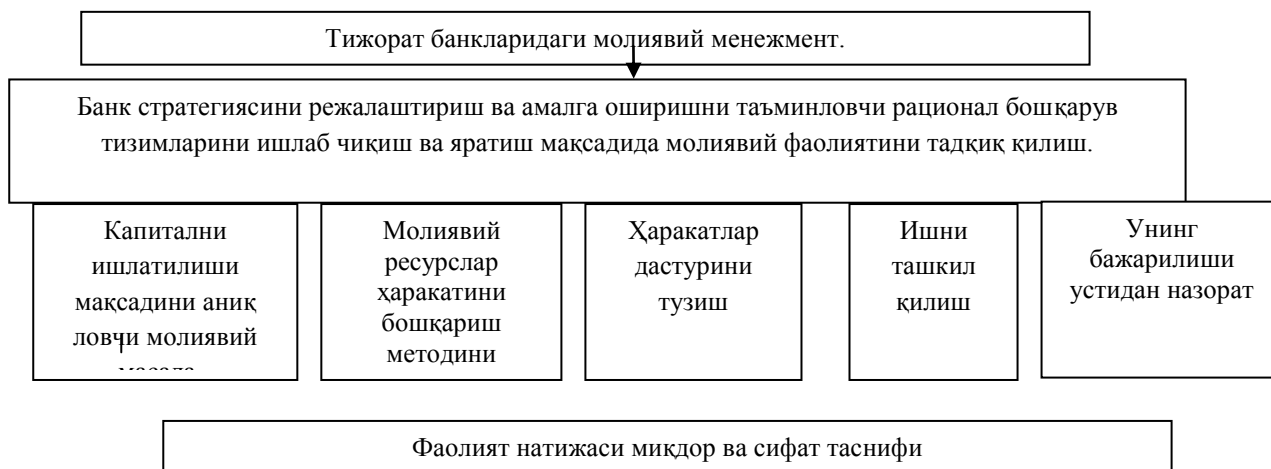 Тижорат банкларидаги молиявий менежмент.
Банк стратегиясини режалаштириш ва амалга оширишни таъминловчи рационал бошқарув
тизимларини ишлаб чиқиш ва яратиш мақсадида молиявий фаолиятини тадқиқ қилиш.
Капитални
ишлатилиши
мақсадини аниқ
ловчи молиявий
Молиявий
ресурслар
ҳаракатини
бошқариш
методини
Ҳаракатлар
дастурини
тузиш
Ишни
ташкил
қилиш
Унинг
бажарилиши
устидан назорат
Фаолият натижаси миқдор ва сифат таснифи